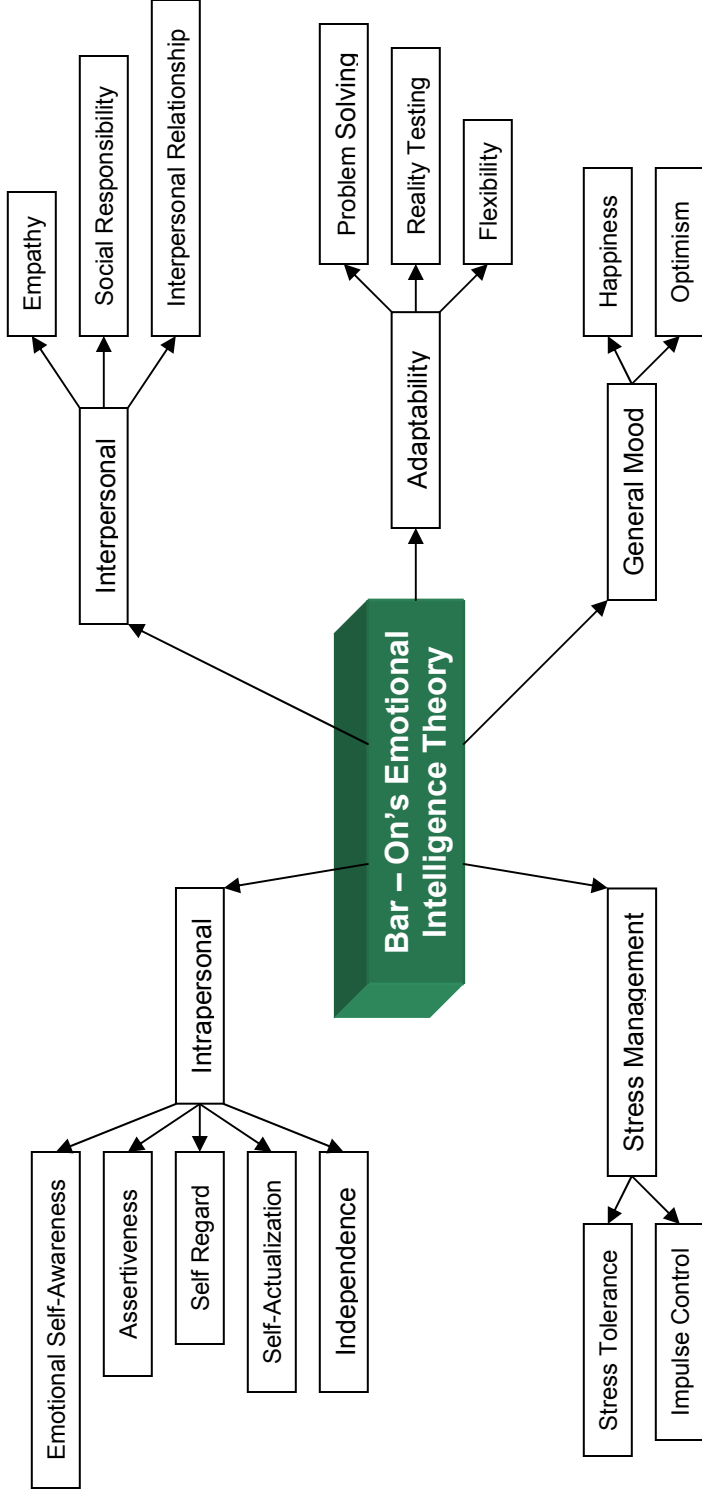 Bar – On’s Emotional
Intelligence Theory
Intrapersonal
Emotional Self-Awareness
Assertiveness
Self Regard
Self-Actualization
Independence
Interpersonal
Empathy
Social Responsibility
Interpersonal Relationship
Adaptability
Problem Solving
Reality Testing
Flexibility
General Mood
Happiness
Optimism
Stress Management
Stress Tolerance
Impulse Control